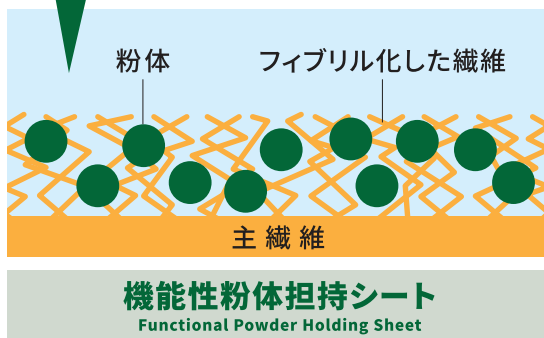 粉体
フィブリル化した繊維
主繊維
機能性粉体担持シート
Functional Powder Holding Sheet